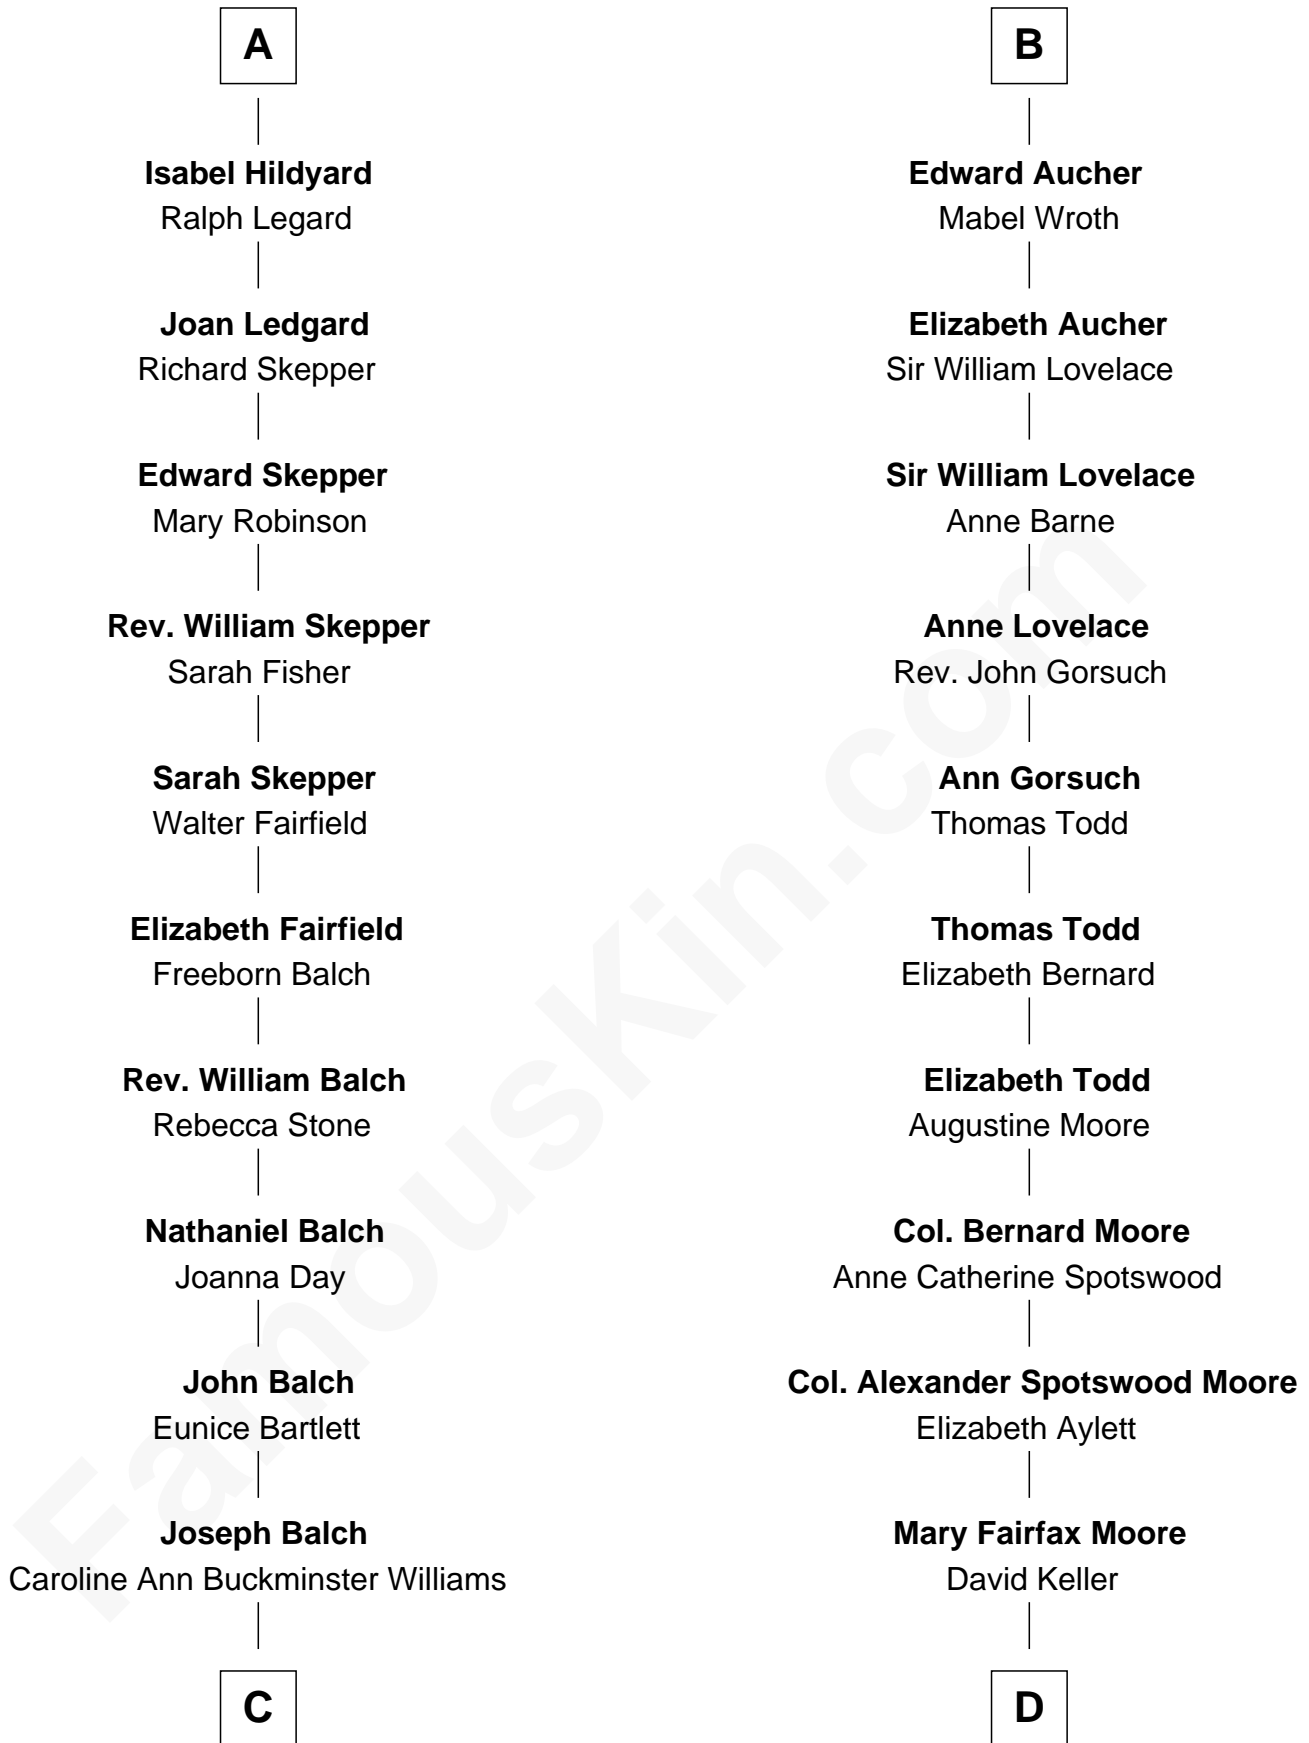 A
Isabel Hildyard
Ralph Legard
Joan Ledgard
Richard Skepper
Edward Skepper
Mary Robinson
Rev. William Skepper
Sarah Fisher
Sarah Skepper
Walter Fairfield
Elizabeth Fairfield
Freeborn Balch
Rev. William Balch
Rebecca Stone
Nathaniel Balch
Joanna Day
John Balch
Eunice Bartlett
Joseph Balch
Caroline Ann Buckminster Williams
C
B
Edward Aucher
Mabel Wroth
Elizabeth Aucher
Sir William Lovelace
Sir William Lovelace
Anne Barne
Anne Lovelace
Rev. John Gorsuch
Ann Gorsuch
Thomas Todd
Thomas Todd
Elizabeth Bernard
Elizabeth Todd
Augustine Moore
Col. Bernard Moore
Anne Catherine Spotswood
Col. Alexander Spotswood Moore
Elizabeth Aylett
Mary Fairfax Moore
David Keller
D
FamousKin.com